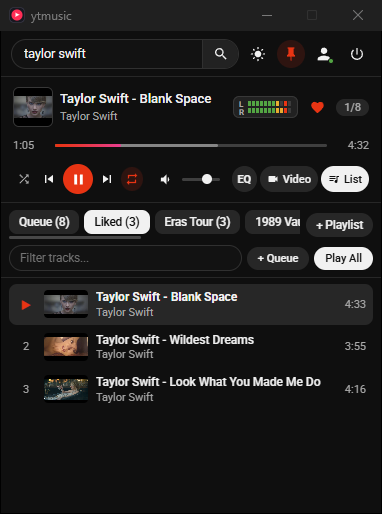 ytmusic
taylor swift
Taylor Swift - Blank Space
Taylor Swift
L
R
1/8
1:05
4:32
EQ
Video
List
Queue (8)
Liked (3)
Eras Tour (3)
1989 Vau
+ Playlist
Filter tracks...
+ Queue
Play All
Taylor Swift - Blank Space
Taylor Swift
4:33
2
Taylor Swift - Wildest Dreams
Taylor Swift
3:55
3
Taylor Swift - Look What You Made Me Do
Taylor Swift
4:16